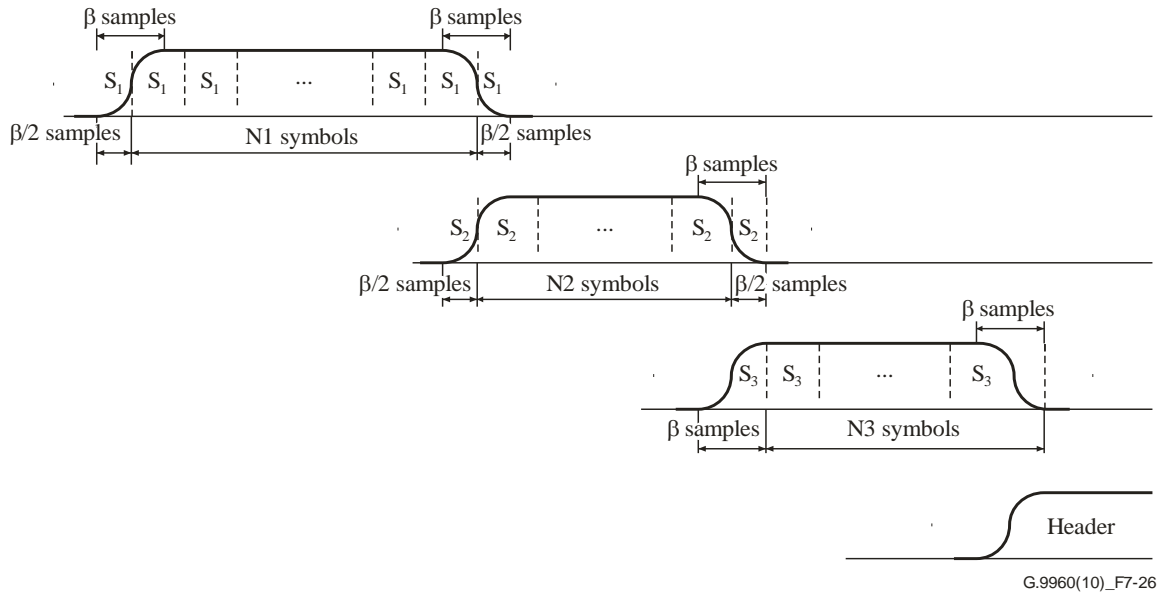 β samples
β samples
S₁ S₁ S₁ ... S₁ S₁ S₁
β/2 samples N1 symbols β/2 samples
β samples
S₂ S₂ ... S₂ S₂
β/2 samples N2 symbols β/2 samples
β samples
S₃ S₃ ... S₃
β samples N3 symbols
Header
G.9960(10)_F7-26